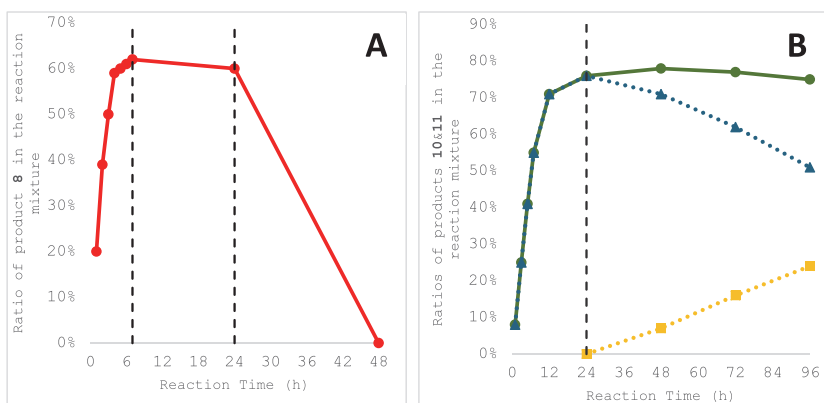 A
Ratio of product 8 in the reaction
mixture
70%
60%
50%
40%
30%
20%
10%
0%
0 6 12 18 24 30 36 42 48
Reaction Time (h)
B
Ratios of products 10&11 in the
reaction mixture
90%
80%
70%
60%
50%
40%
30%
20%
10%
0%
0 12 24 36 48 60 72 84 96
Reaction Time (h)